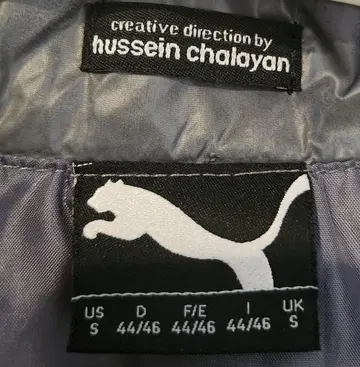 creative direction by
hussein chalayan
US D F/E I UK
S 44/46 44/46 44/46 S